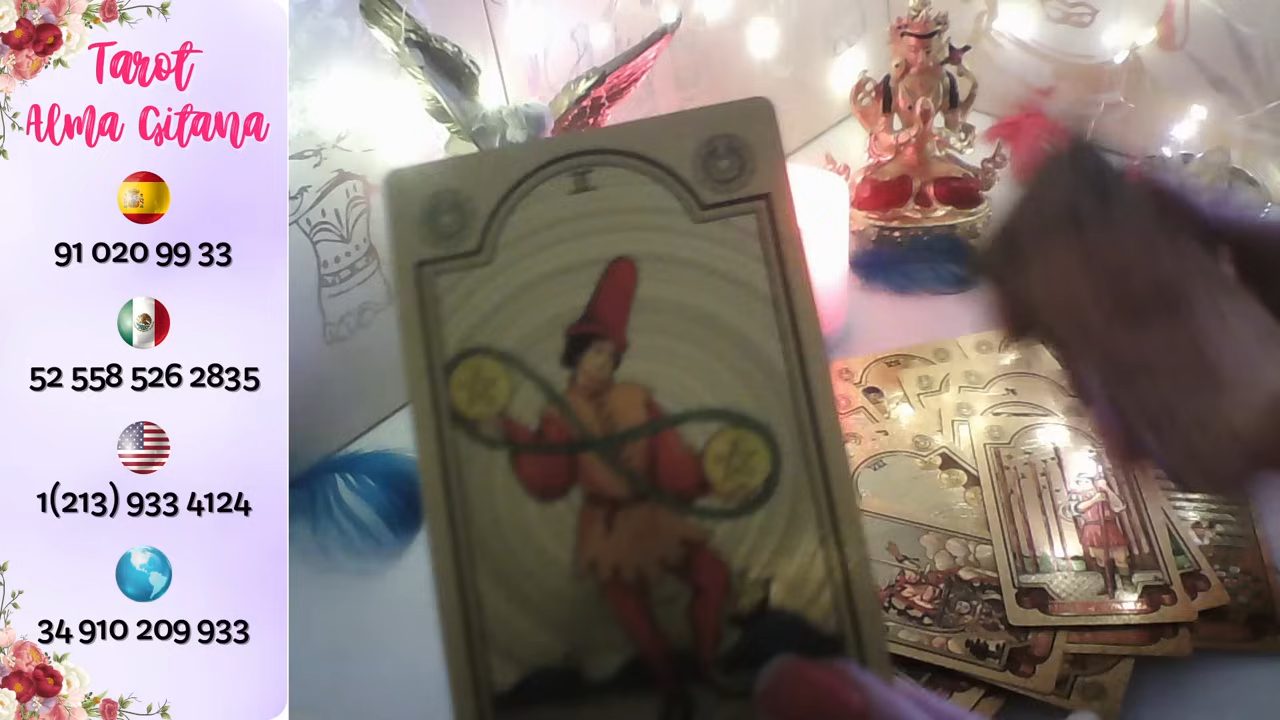 Tarot
Alma Gitana
91 020 99 33
52 558 526 2835
1(213) 933 4124
34 910 209 933